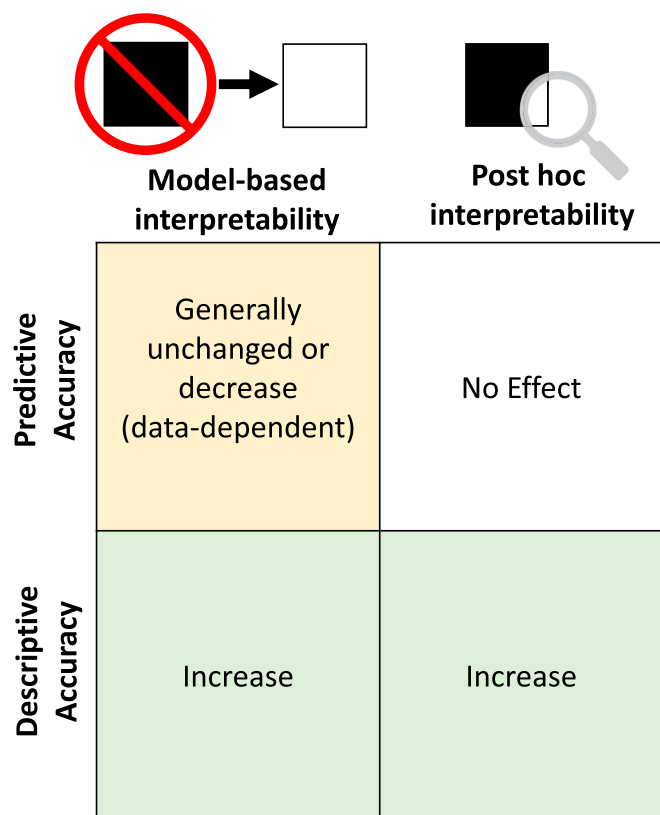 Model-based
interpretability
Post hoc
interpretability
Predictive
Accuracy
Generally
unchanged or
decrease
(data-dependent)
No Effect
Descriptive
Accuracy
Increase
Increase